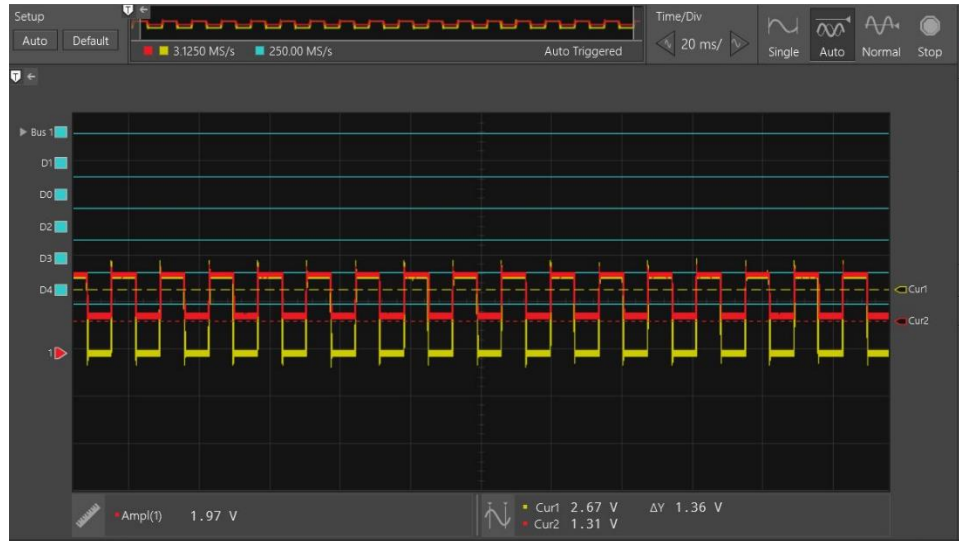 Setup
Auto Default
T
3.1250 MS/s 250.00 MS/s Auto Triggered
Time/Div
20 ms/
Single Auto Normal Stop
T
Bus 1
D1
D0
D2
D3
D4
Cur1
Cur2
1
Ampl(1) 1.97 V
Cur1 2.67 V ΔY 1.36 V
Cur2 1.31 V